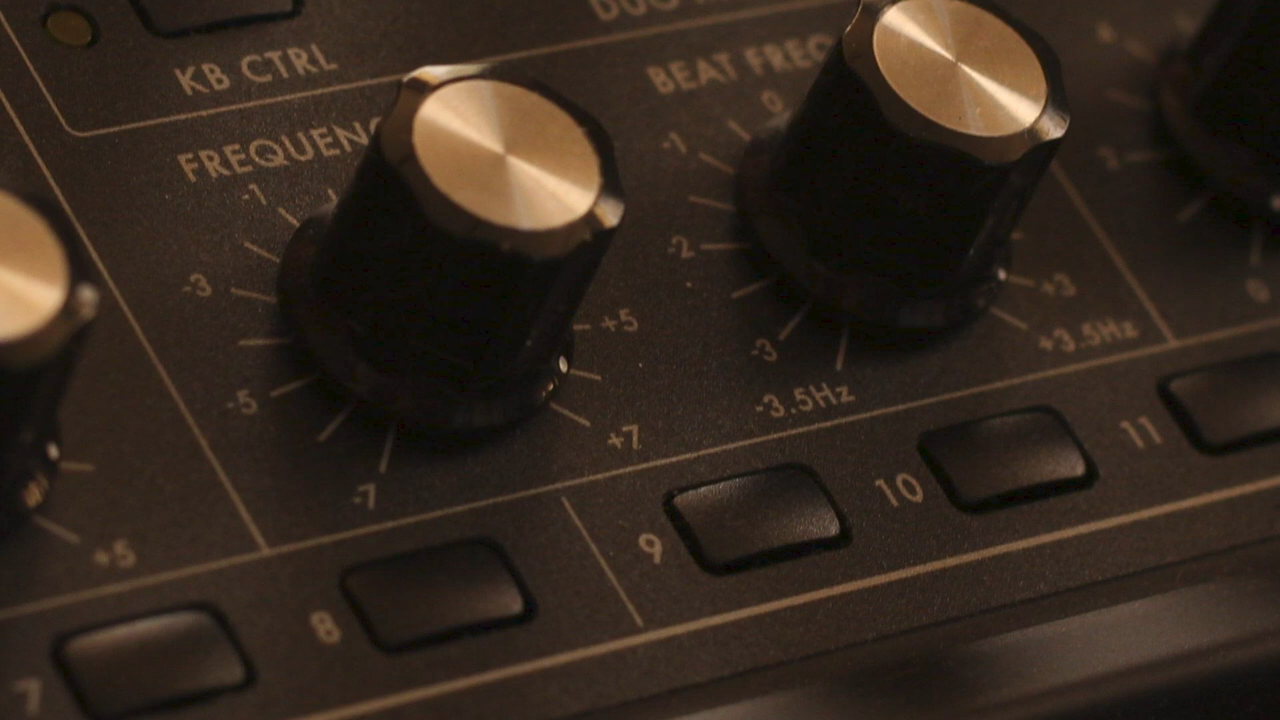 DUO M
KB CTRL
BEAT FREQ
0
-1
FREQUENC
-1
-2
-3
+3
+3.5Hz
+5
-3
-3.5Hz
-5
+7
-7
11
10
9
+5
8
7